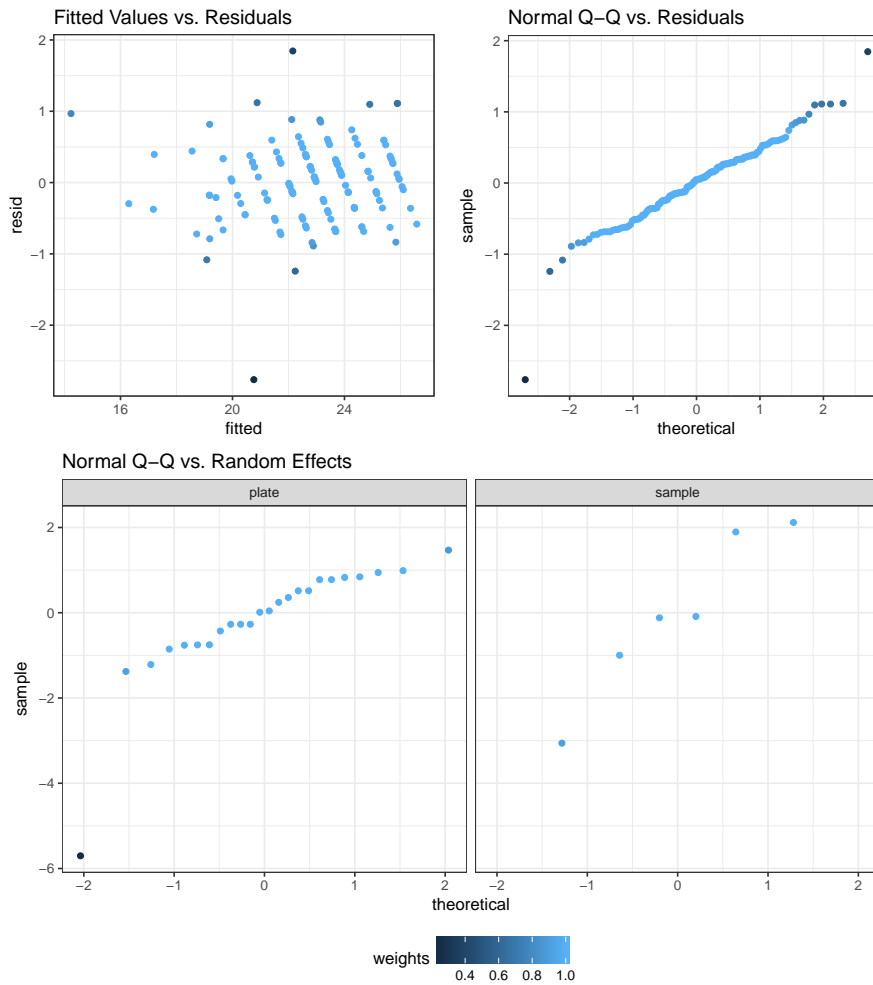 Fitted Values vs. Residuals
2
1
0
−1
−2
resid
16 20 24
fitted
Normal Q−Q vs. Residuals
2
1
0
−1
−2
sample
−2 −1 0 1 2
theoretical
Normal Q−Q vs. Random Effects
plate sample
2
0
−2
−4
−6
sample
−2 −1 0 1 2 −2 −1 0 1 2
theoretical
weights
0.4 0.6 0.8 1.0